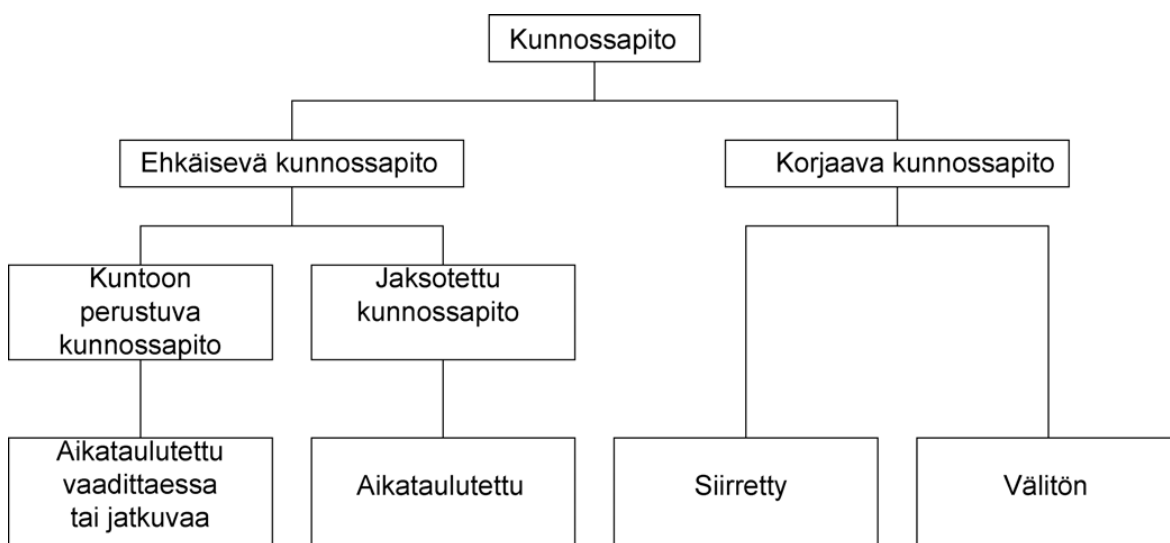 Kunnossapito
Ehkäisevä kunnossapito
Korjaava kunnossapito
Kuntoon
perustuva
kunnossapito
Jaksotettu
kunnossapito
Aikataulutettu
vaadittaessa
tai jatkuvaa
Aikataulutettu
Siirretty
Välitön